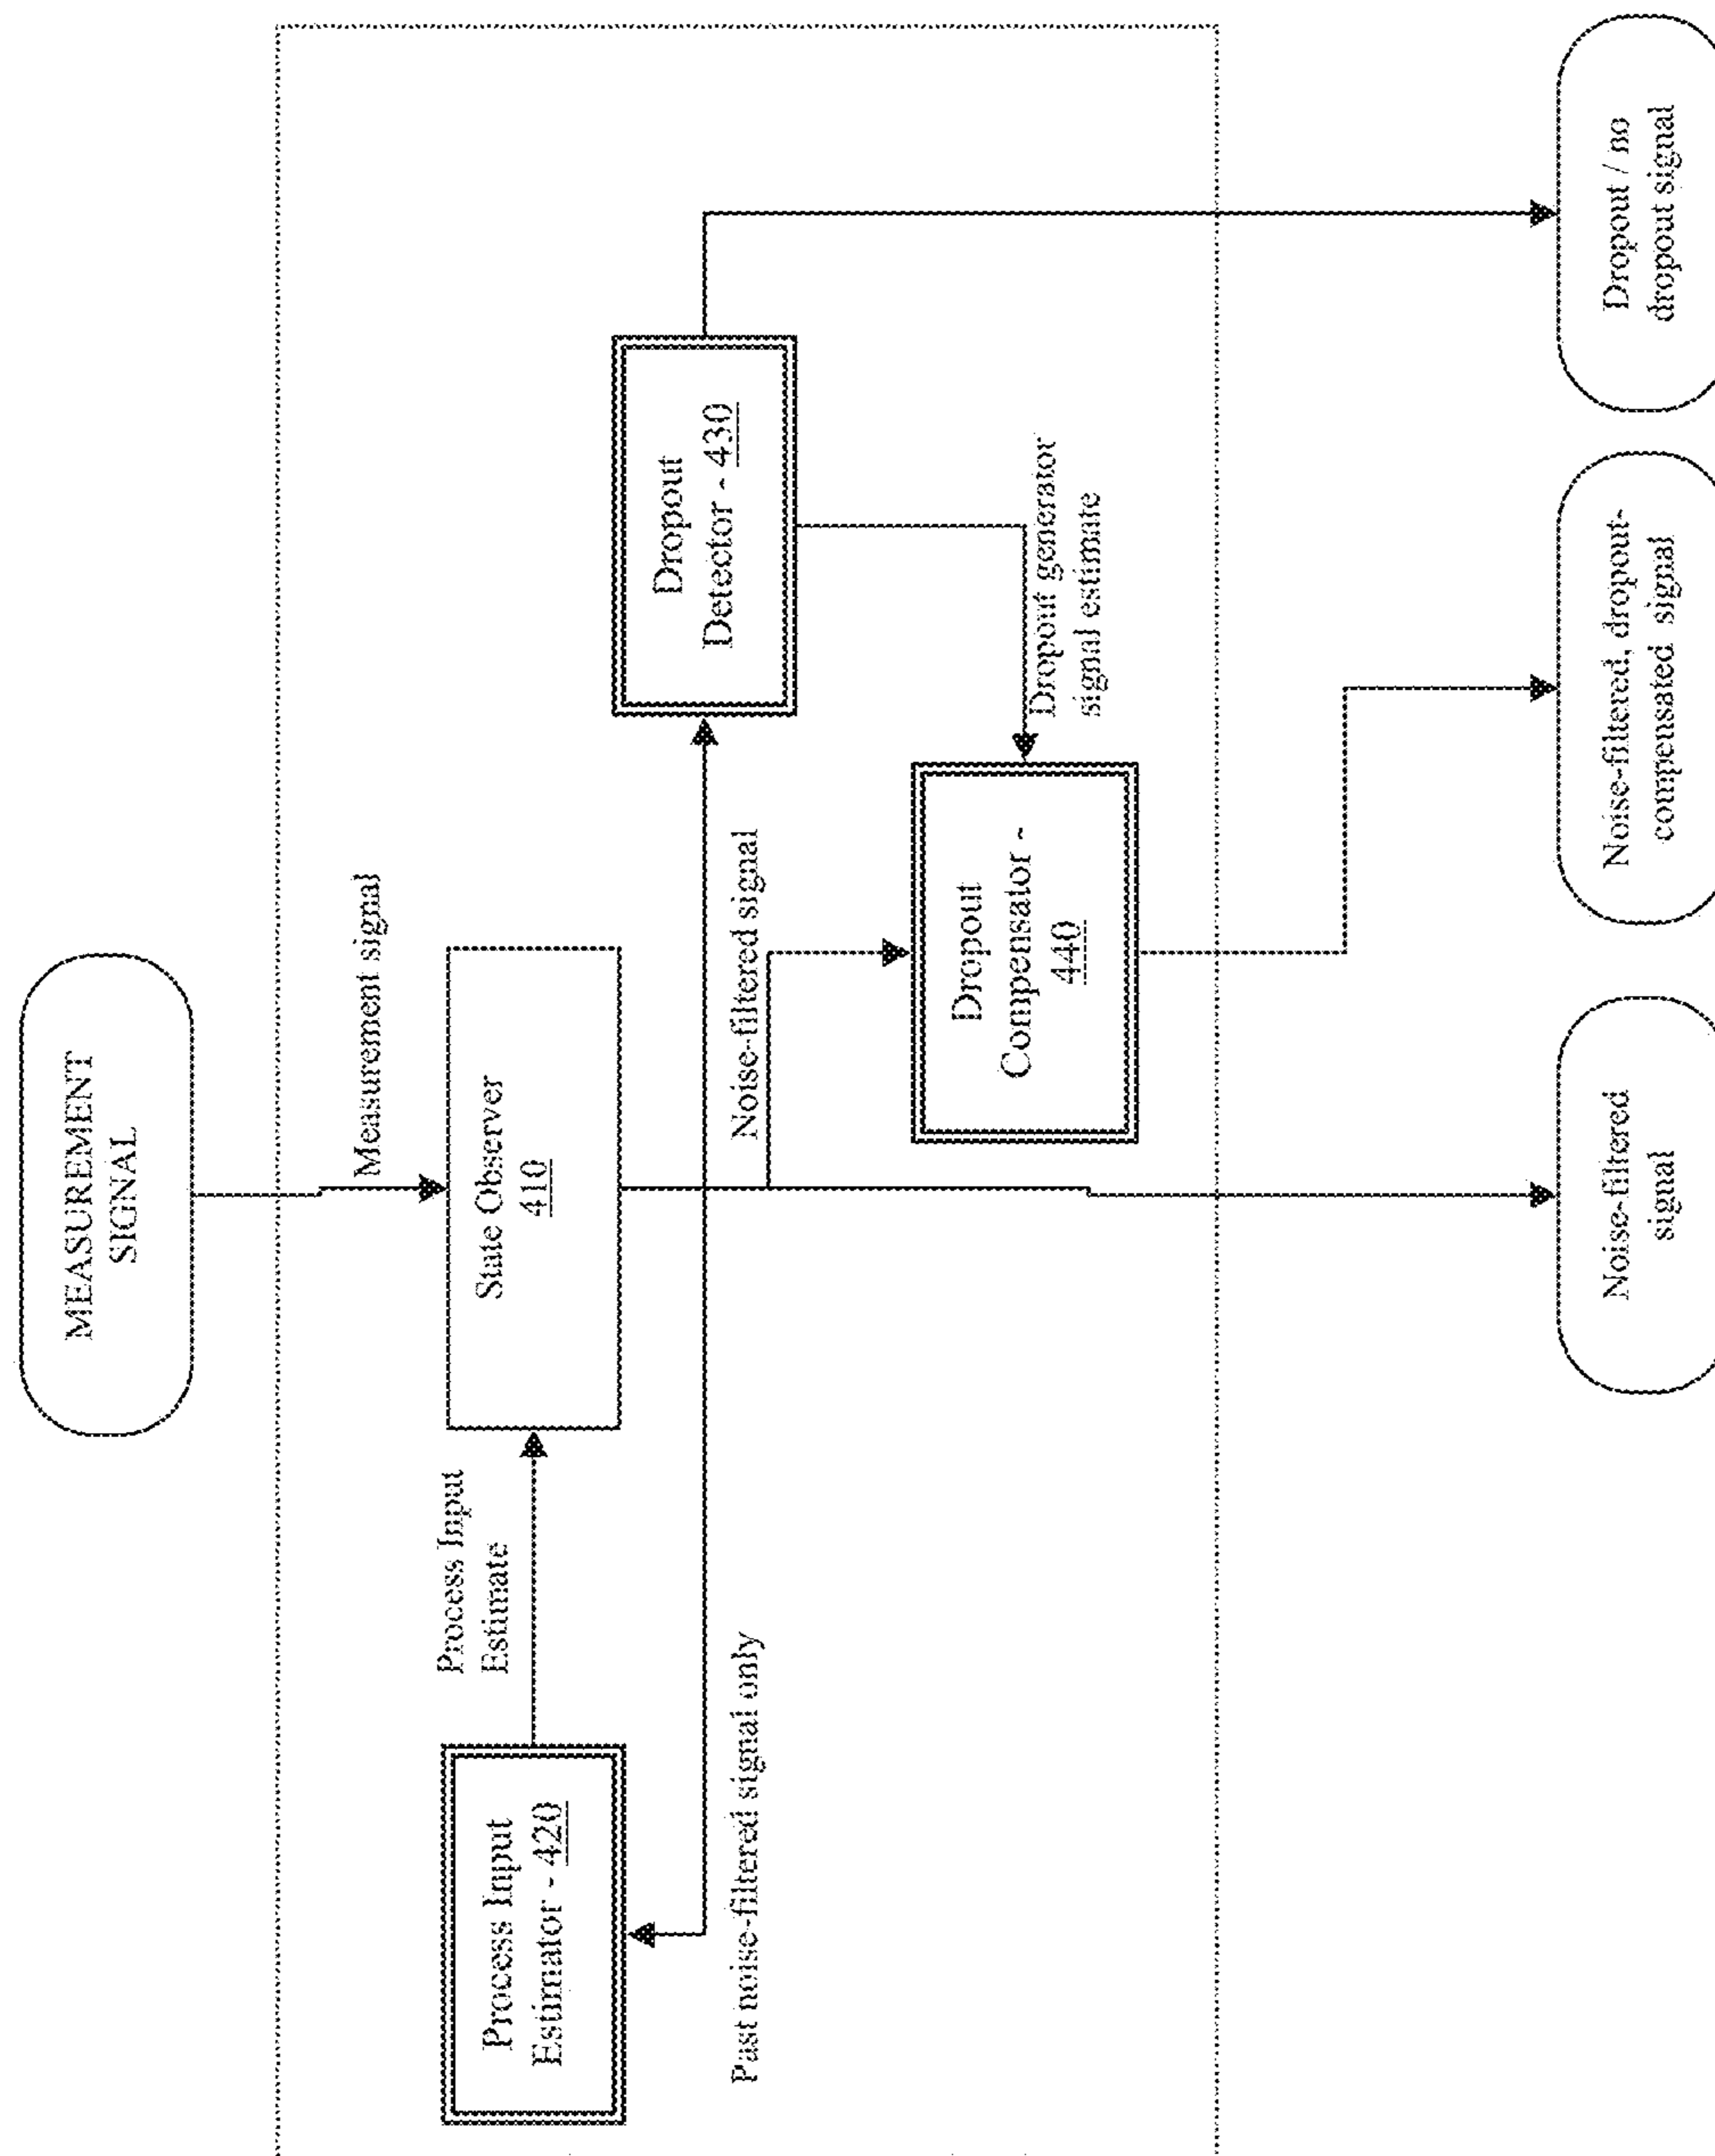 MEASUREMENT
SIGNAL
Measurement signal
Process Input
Estimator - 420
Process Input
Estimate
State Observer
410
Dropout
Detector - 430
Past noise-filtered signal only
Noise-filtered signal
Dropout
Compensator -
440
Dropout generator
signal estimate
Noise-filtered
signal
Noise-filtered, dropout-
compensated signal
Dropout / no
dropout signal